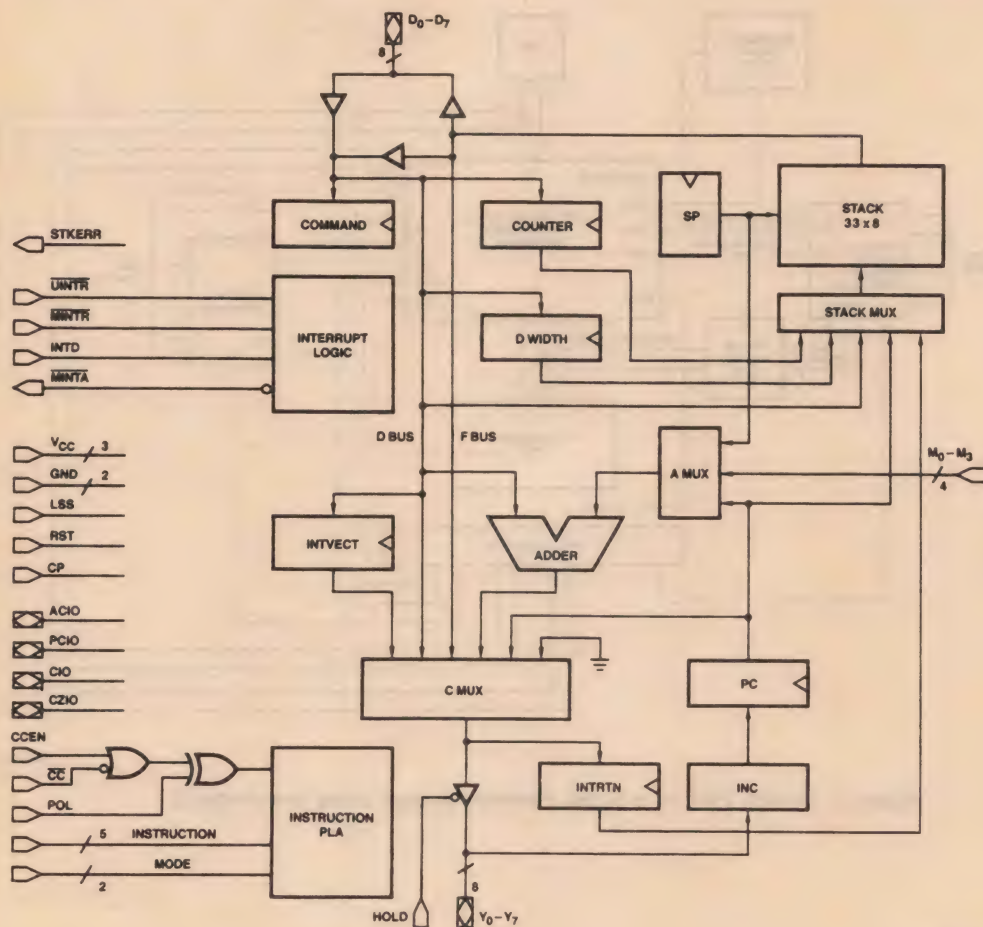 D0–D7
8
COMMAND
COUNTER
SP
STACK
33 x 8
STKERR
UINTR
MINTR
INTD
MINTA
INTERRUPT
LOGIC
D WIDTH
STACK MUX
D BUS
F BUS
A MUX
M0–M3
4
VCC
3
GND
2
LSS
RST
CP
INTVECT
ADDER
ACIO
PCIO
CIO
CZIO
C MUX
PC
CCEN
CC
POL
INSTRUCTION
PLA
5
INSTRUCTION
MODE
2
INTRTN
INC
HOLD
8
Y0–Y7